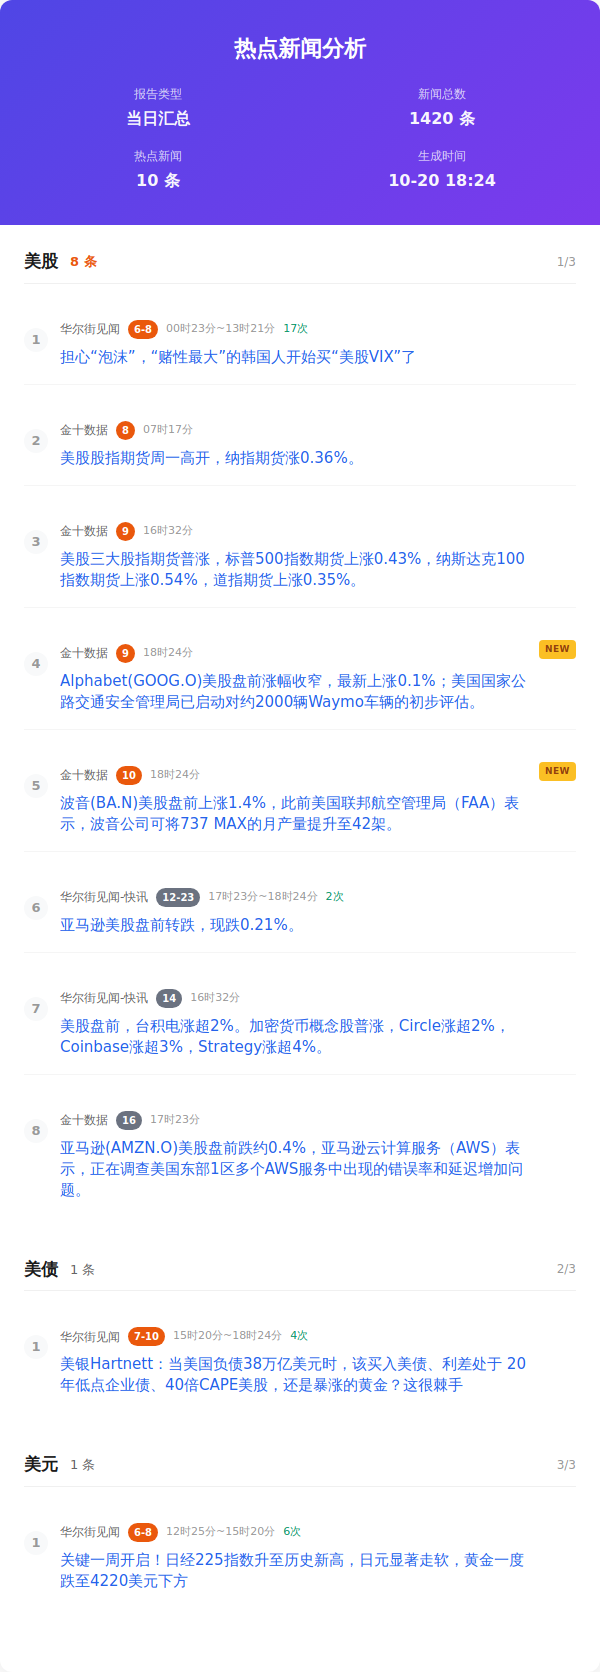 热点新闻分析
报告类型
当日汇总
新闻总数
1420 条
热点新闻
10 条
生成时间
10-20 18:24
美股 8 条 1/3
1
华尔街见闻 6-8 00时23分~13时21分 17次
担心“泡沫”，“赌性最大”的韩国人开始买“美股VIX”了
2
金十数据 8 07时17分
美股股指期货周一高开，纳指期货涨0.36%。
3
金十数据 9 16时32分
美股三大股指期货普涨，标普500指数期货上涨0.43%，纳斯达克100
指数期货上涨0.54%，道指期货上涨0.35%。
4
金十数据 9 18时24分 NEW
Alphabet(GOOG.O)美股盘前涨幅收窄，最新上涨0.1%；美国国家公
路交通安全管理局已启动对约2000辆Waymo车辆的初步评估。
5
金十数据 10 18时24分 NEW
波音(BA.N)美股盘前上涨1.4%，此前美国联邦航空管理局（FAA）表
示，波音公司可将737 MAX的月产量提升至42架。
6
华尔街见闻-快讯 12-23 17时23分~18时24分 2次
亚马逊美股盘前转跌，现跌0.21%。
7
华尔街见闻-快讯 14 16时32分
美股盘前，台积电涨超2%。加密货币概念股普涨，Circle涨超2%，
Coinbase涨超3%，Strategy涨超4%。
8
金十数据 16 17时23分
亚马逊(AMZN.O)美股盘前跌约0.4%，亚马逊云计算服务（AWS）表
示，正在调查美国东部1区多个AWS服务中出现的错误率和延迟增加问
题。
美债 1 条 2/3
1
华尔街见闻 7-10 15时20分~18时24分 4次
美银Hartnett：当美国负债38万亿美元时，该买入美债、利差处于 20
年低点企业债、40倍CAPE美股，还是暴涨的黄金？这很棘手
美元 1 条 3/3
1
华尔街见闻 6-8 12时25分~15时20分 6次
关键一周开启！日经225指数升至历史新高，日元显著走软，黄金一度
跌至4220美元下方